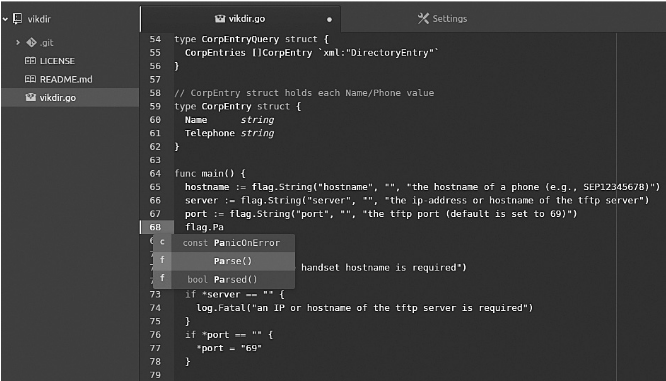 vikdir
.git
LICENSE
README.md
vikdir.go
vikdir.go
Settings
54 type CorpEntryQuery struct {
55 CorpEntries []CorpEntry `xml:"DirectoryEntry"`
56 }
57
58 // CorpEntry struct holds each Name/Phone value
59 type CorpEntry struct {
60 Name string
61 Telephone string
62 }
63
64 func main() {
65 hostname := flag.String("hostname", "", "the hostname of a phone (e.g., SEP12345678)")
66 server := flag.String("server", "", "the ip-address or hostname of the tftp server")
67 port := flag.String("port", "", "the tftp port (default is set to 69)")
68 flag.Pa
c const PanicOnError
f Parse()
handset hostname is required")
f bool Parsed()
73 if *server == "" {
74 log.Fatal("an IP or hostname of the tftp server is required")
75 }
76 if *port == "" {
77 *port = "69"
78 }
79